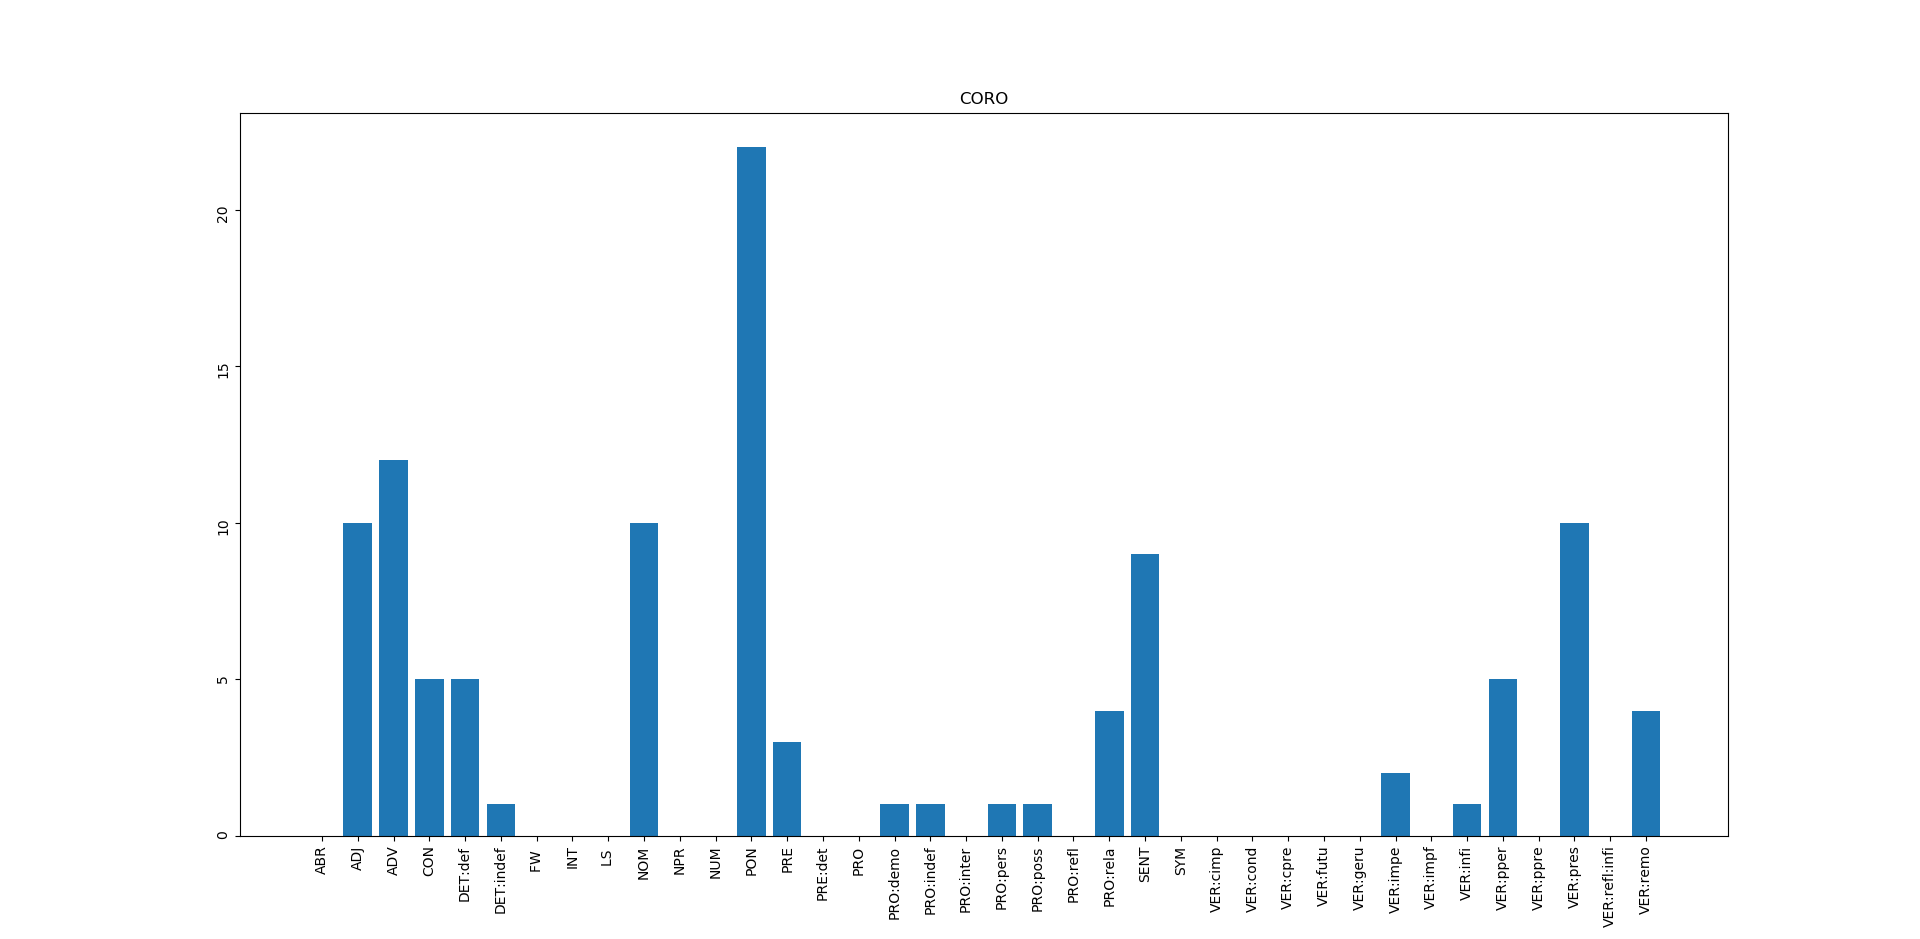 CORO
20
15
10
5
0
ABR
ADJ
ADV
CON
DET:def
DET:indef
FW
INT
LS
NOM
NPR
NUM
PON
PRE
PRE:det
PRO
PRO:demo
PRO:indef
PRO:inter
PRO:pers
PRO:poss
PRO:refl
PRO:rela
SENT
SYM
VER:cimp
VER:cond
VER:cpre
VER:futu
VER:geru
VER:impe
VER:impf
VER:infi
VER:pper
VER:ppre
VER:pres
VER:refl:infi
VER:remo